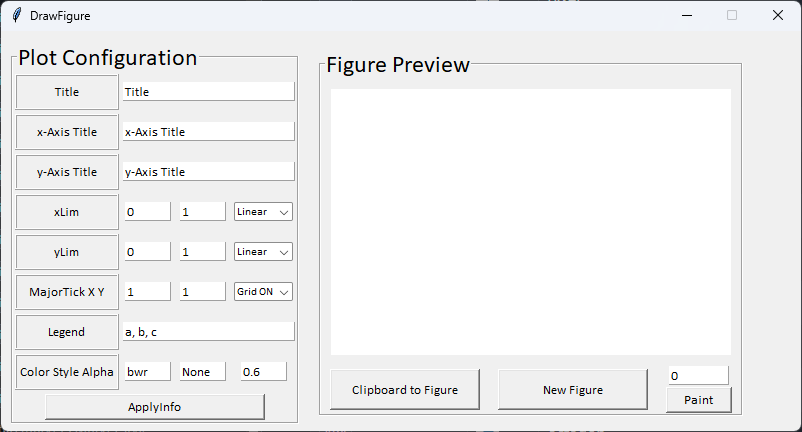 DrawFigure
Plot Configuration
Title Title
x-Axis Title x-Axis Title
y-Axis Title y-Axis Title
xLim 0 1 Linear
yLim 0 1 Linear
MajorTick X Y 1 1 Grid ON
Legend a, b, c
Color Style Alpha bwr None 0.6
ApplyInfo
Figure Preview
Clipboard to Figure New Figure 0
Paint